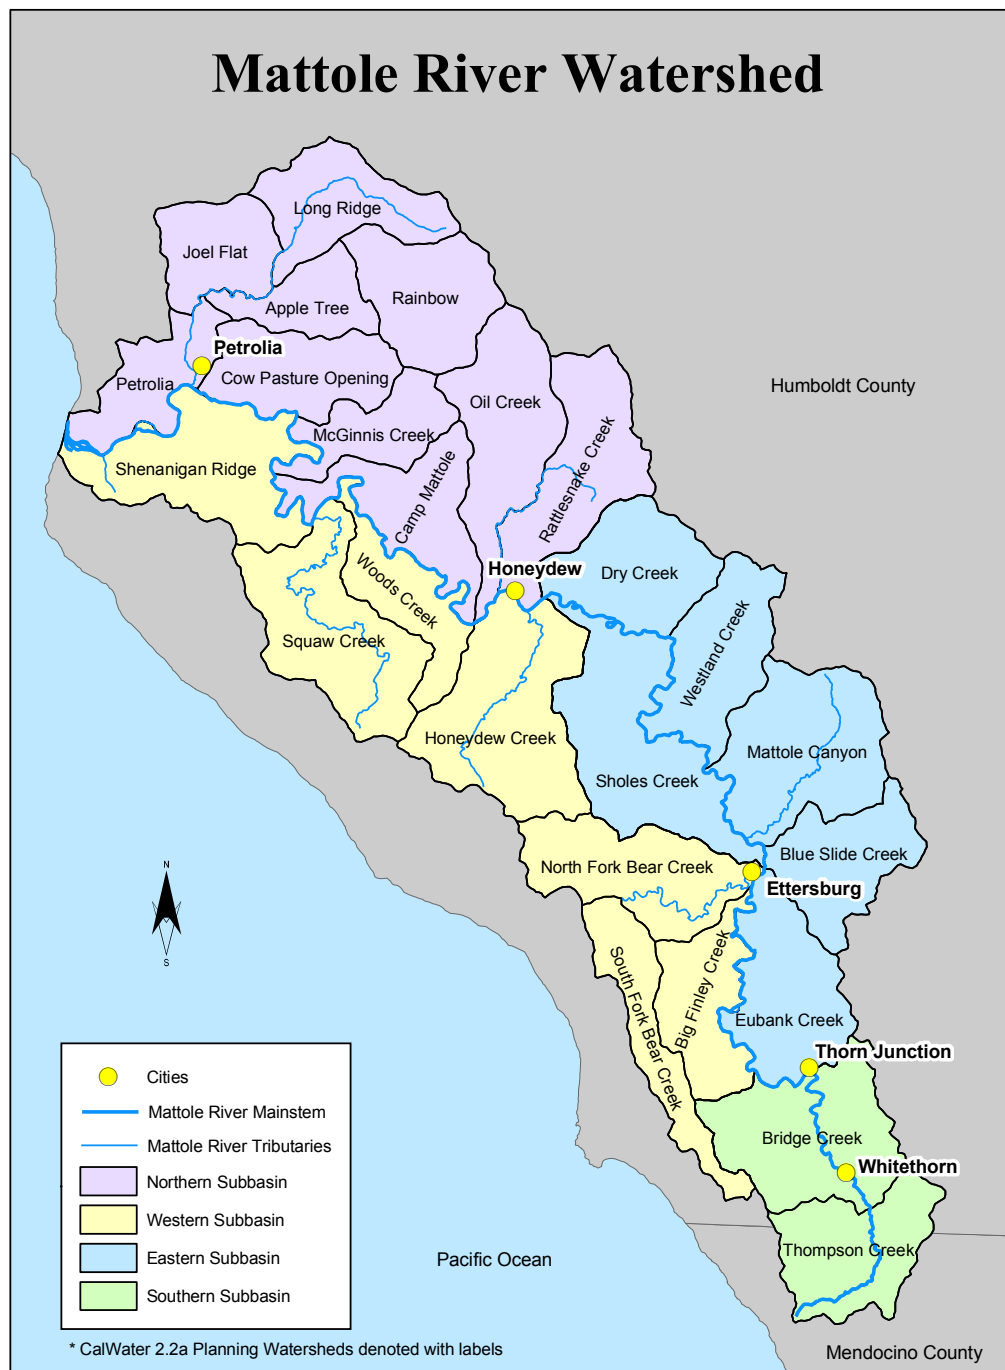 Mattole River Watershed
Long Ridge
Joel Flat
Rainbow
Apple Tree
Petrolia
Petrolia
Cow Pasture Opening
Humboldt County
Oil Creek
McGinnis Creek
Shenanigan Ridge
Camp Mattole
Rattlesnake Creek
Honeydew
Dry Creek
Woods Creek
Squaw Creek
Westland Creek
Honeydew Creek
Mattole Canyon
Sholes Creek
Blue Slide Creek
North Fork Bear Creek
Ettersburg
N
S
South Fork Bear Creek
Big Finley Creek
Eubank Creek
Thorn Junction
Bridge Creek
Whitethorn
Thompson Creek
Pacific Ocean
Mendocino County
Cities
Mattole River Mainstem
Mattole River Tributaries
Northern Subbasin
Western Subbasin
Eastern Subbasin
Southern Subbasin
* CalWater 2.2a Planning Watersheds denoted with labels